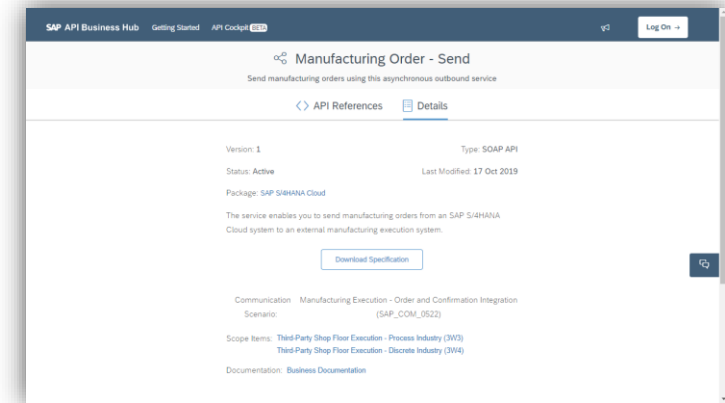 SAP API Business Hub Getting Started API Cockpit BETA Log On →
Manufacturing Order - Send
Send manufacturing orders using this asynchronous outbound service
API References Details
Version: 1 Type: SOAP API
Status: Active Last Modified: 17 Oct 2019
Package: SAP S/4HANA Cloud
The service enables you to send manufacturing orders from an SAP S/4HANA
Cloud system to an external manufacturing execution system.
Download Specification
Communication Manufacturing Execution - Order and Confirmation Integration
Scenario: (SAP_COM_0522)
Scope Items: Third-Party Shop Floor Execution - Process Industry (3W3)
Third-Party Shop Floor Execution - Discrete Industry (3W4)
Documentation: Business Documentation